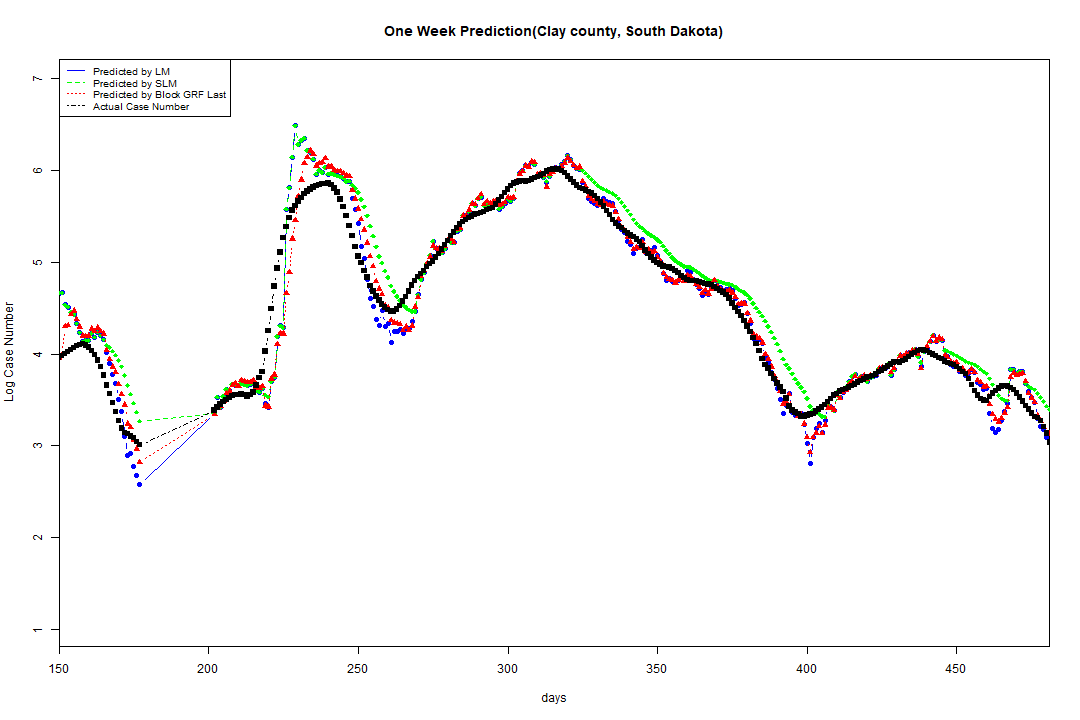 One Week Prediction(Clay county, South Dakota)
Predicted by LM
Predicted by SLM
Predicted by Block GRF Last
Actual Case Number
7
6
5
4
3
2
1
Log Case Number
150 200 250 300 350 400 450
days